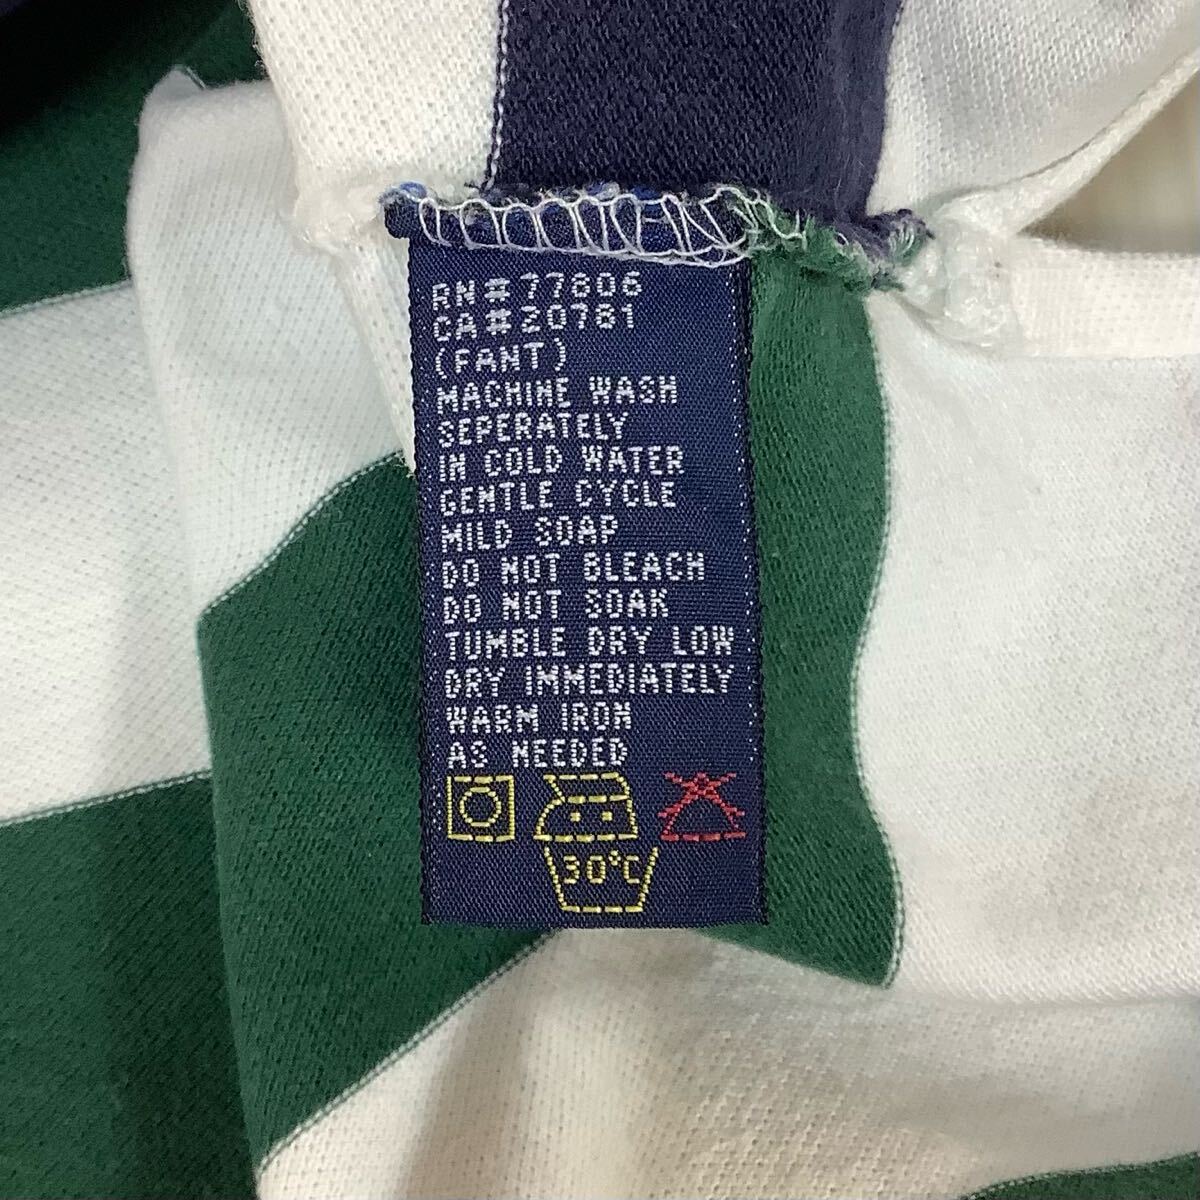 RN#77806
CA#20781
(FANT)
MACHINE WASH
SEPERATELY
IN COLD WATER
GENTLE CYCLE
MILD SOAP
DO NOT BLEACH
DO NOT SOAK
TUMBLE DRY LOW
DRY IMMEDIATELY
WARM IRON
AS NEEDED
30°C